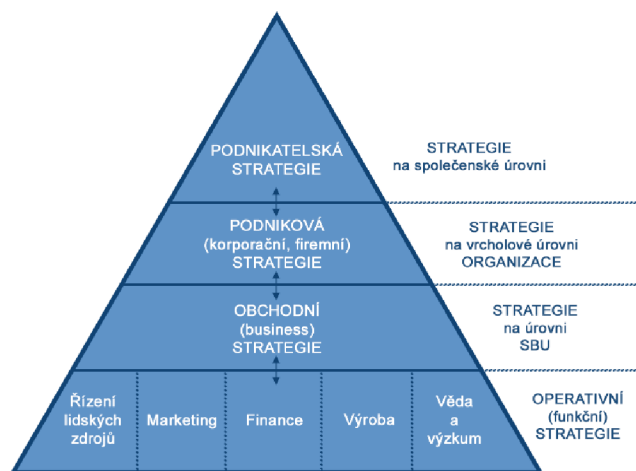 PODNIKATELSKÁ
STRATEGIE
STRATEGIE
na společenské úrovni
PODNIKOVÁ
(korporační, firemní)
STRATEGIE
STRATEGIE
na vrcholové úrovni
ORGANIZACE
OBCHODNÍ
(business)
STRATEGIE
STRATEGIE
na úrovni
SBU
Řízení
lidských
zdrojů
Marketing
Finance
Výroba
Věda
a
výzkum
OPERATIVNÍ
(funkční)
STRATEGIE